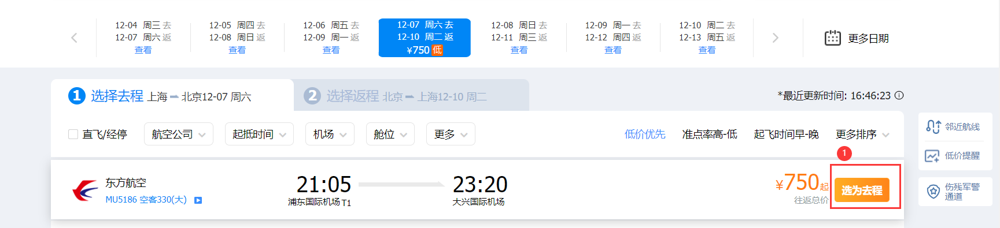 12-04 周三 去
12-07 周六 返
查看
12-05 周四 去
12-08 周日 返
查看
12-06 周五 去
12-09 周一 返
查看
12-07 周六 去
12-10 周二 返
¥750 低
12-08 周日 去
12-11 周三 返
查看
12-09 周一 去
12-12 周四 返
查看
12-10 周二 去
12-13 周五 返
查看
更多日期
1 选择去程 上海 北京12-07 周六
2 选择返程 北京 上海12-10 周二
*最近更新时间: 16:46:23
直飞/经停 航空公司 起抵时间 机场 舱位 更多
低价优先 准点率高-低 起飞时间早-晚 更多排序
1
东方航空
MU5186 空客330(大)
21:05
浦东国际机场 T1
23:20
大兴国际机场
¥750起
往返总价
选为去程
邻近航线
低价提醒
伤残军警
通道